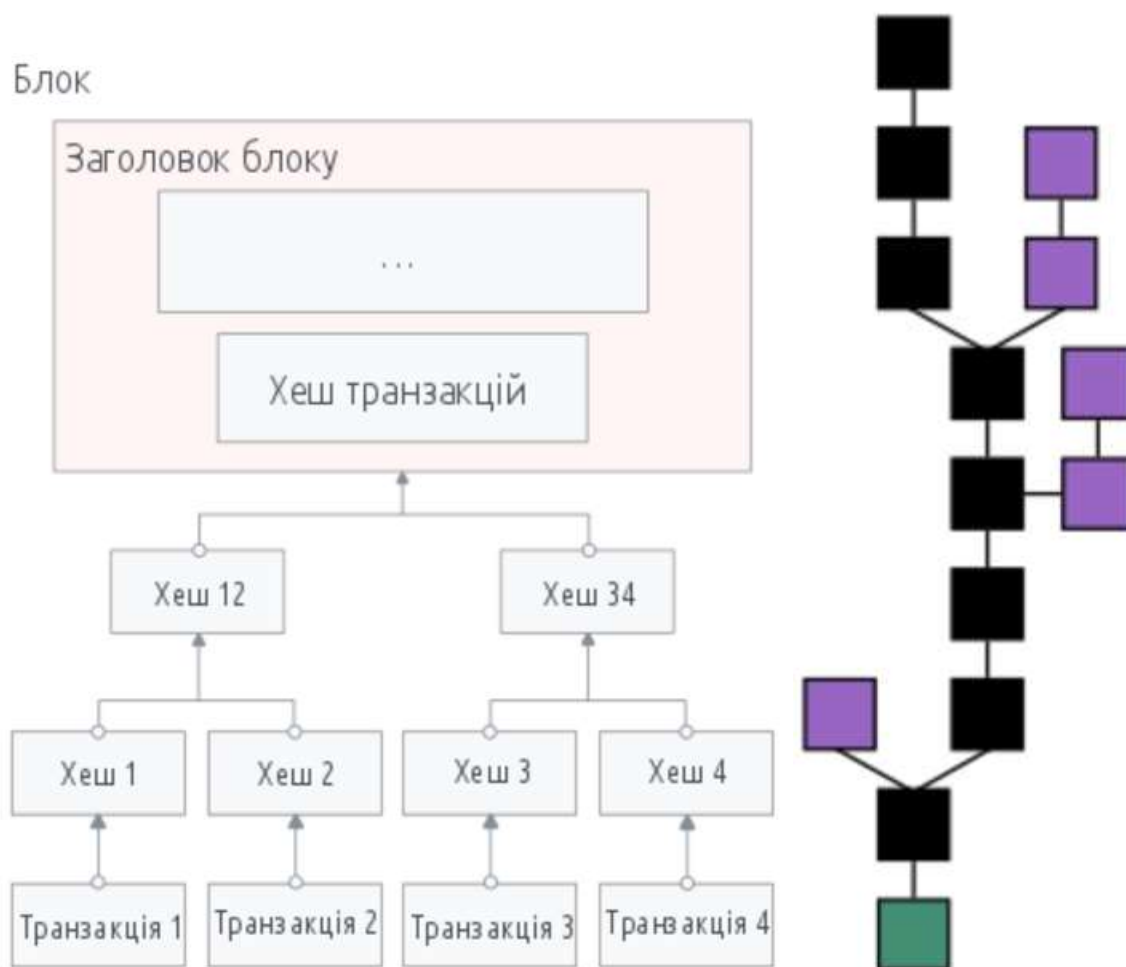 Блок
Заголовок блоку
...
Хеш транзакцій
Хеш 12
Хеш 34
Хеш 1
Хеш 2
Хеш 3
Хеш 4
Транзакція 1
Транзакція 2
Транзакція 3
Транзакція 4